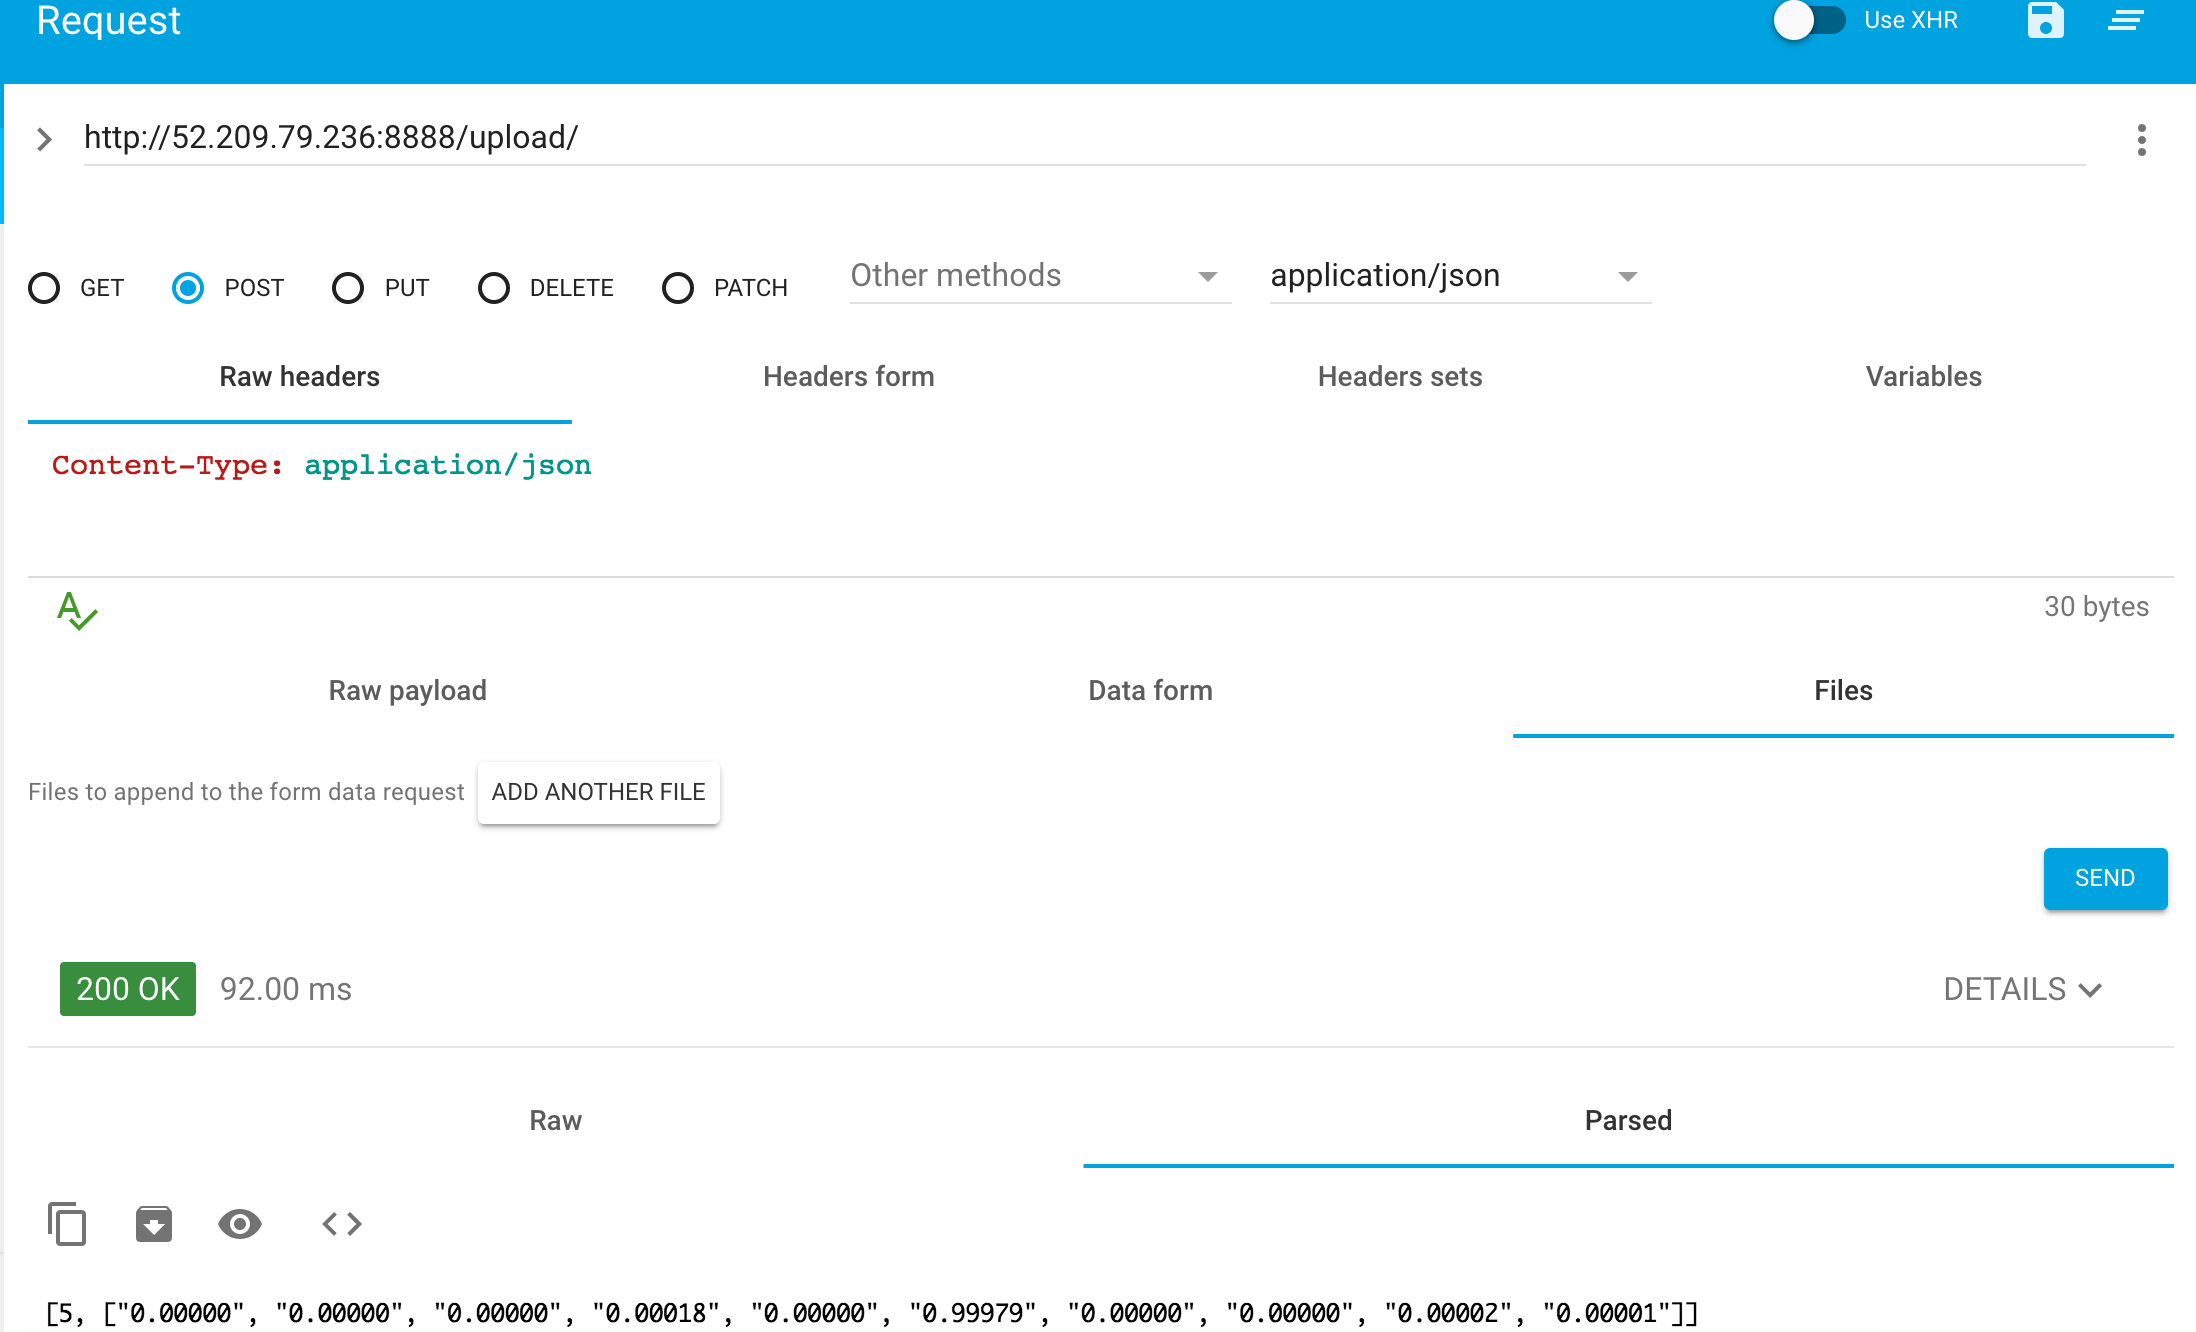 Request Use XHR
http://52.209.79.236:8888/upload/
GET POST PUT DELETE PATCH Other methods application/json
Raw headers Headers form Headers sets Variables
Content-Type: application/json
30 bytes
Raw payload Data form Files
Files to append to the form data request ADD ANOTHER FILE
SEND
200 OK 92.00 ms DETAILS
Raw Parsed
[5, ["0.00000", "0.00000", "0.00000", "0.00018", "0.00000", "0.99979", "0.00000", "0.00000", "0.00002", "0.00001"]]